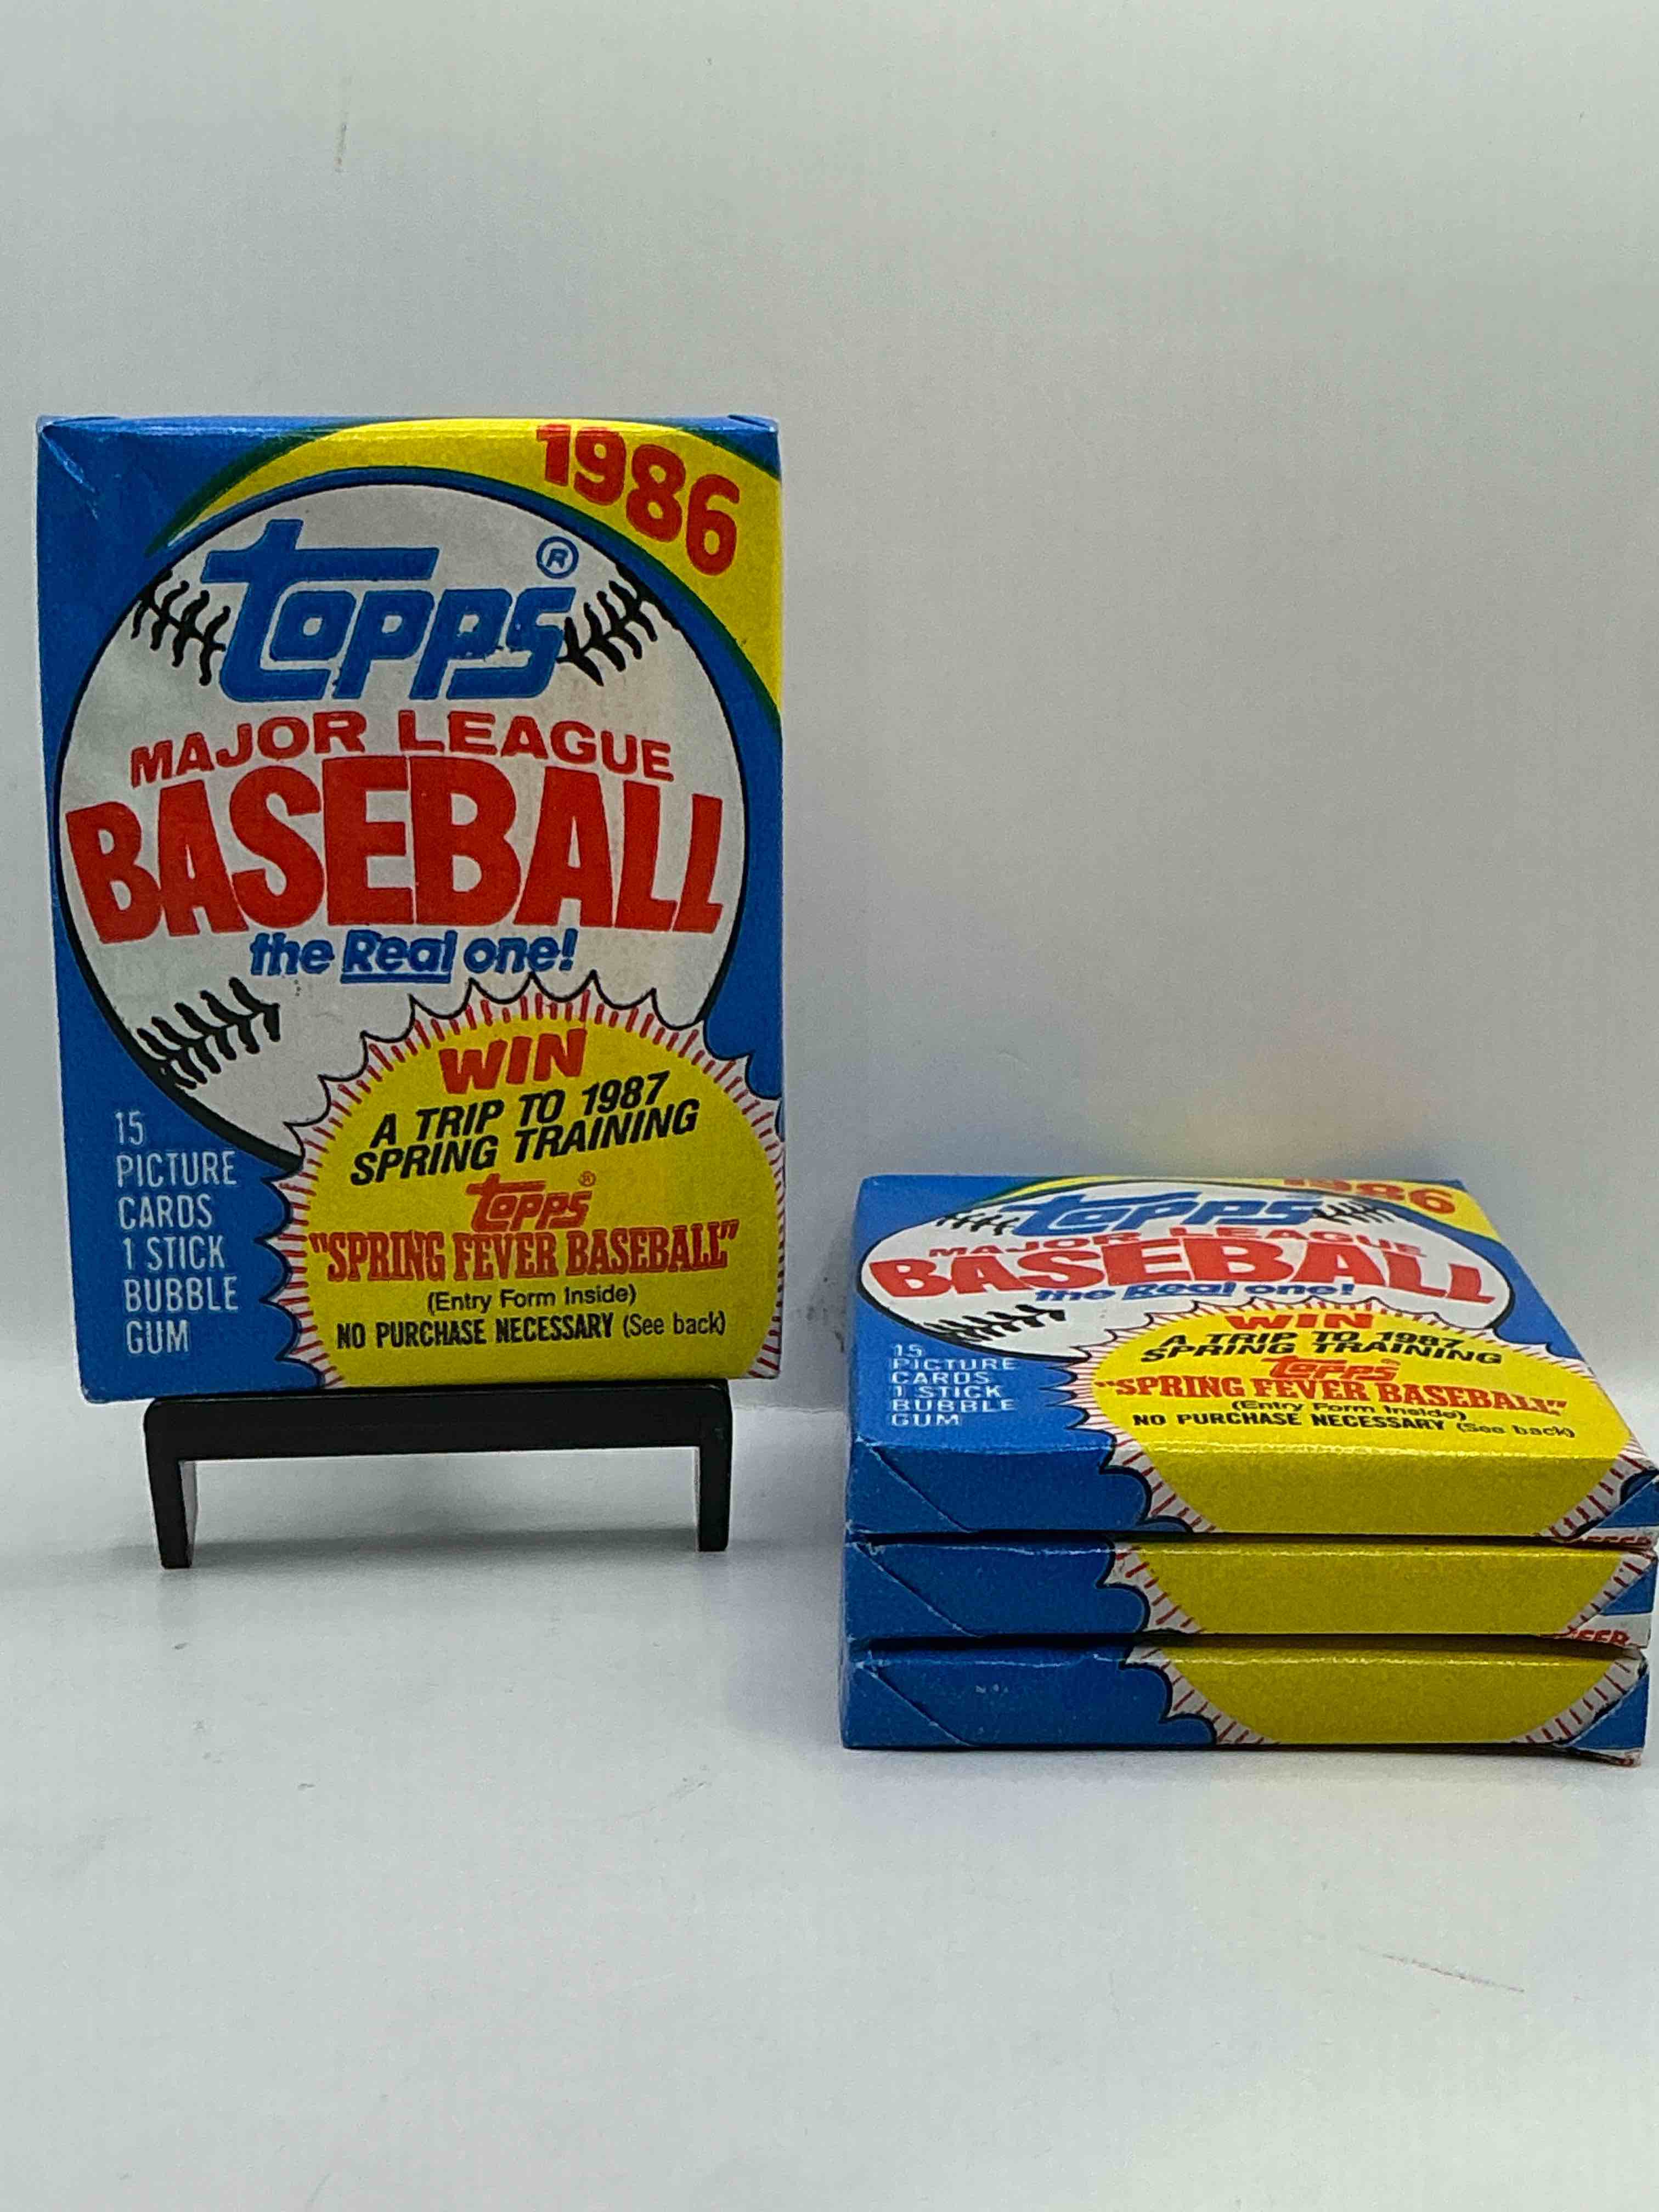 1986
Topps®
MAJOR LEAGUE
BASEBALL
the Real one!
WIN
A TRIP TO 1987
SPRING TRAINING
Topps®
"SPRING FEVER BASEBALL"
(Entry Form Inside)
NO PURCHASE NECESSARY (See back)
15
PICTURE
CARDS
1 STICK
BUBBLE
GUM
1986
Topps
MAJOR LEAGUE
BASEBALL
the Real one!
WIN
A TRIP TO 1987
SPRING TRAINING
Topps®
"SPRING FEVER BASEBALL"
(Entry Form Inside)
NO PURCHASE NECESSARY (See back)
15
PICTURE
CARDS
1 STICK
BUBBLE
GUM